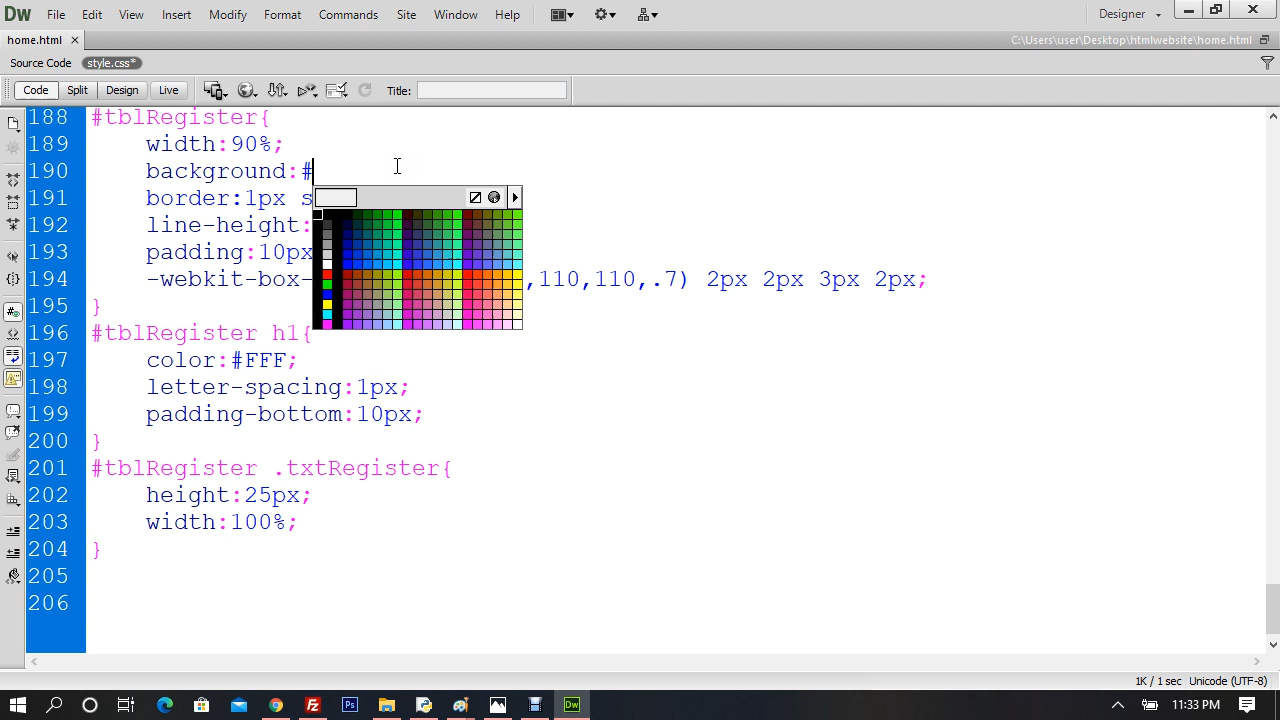 Dw File Edit View Insert Modify Format Commands Site Window Help Designer
home.html C:\Users\user\Desktop\htmlwebsite\home.html
Source Code style.css*
Code Split Design Live Title:
188 #tblRegister{
189 width:90%;
190 background:#
191 border:1px s
192 line-height:
193 padding:10px
194 -webkit-box- ,110,110,.7) 2px 2px 3px 2px;
195 }
196 #tblRegister h1{
197 color:#FFF;
198 letter-spacing:1px;
199 padding-bottom:10px;
200 }
201 #tblRegister .txtRegister{
202 height:25px;
203 width:100%;
204 }
205
206
1K / 1 sec Unicode (UTF-8)
Fz Ps Dw 11:33 PM